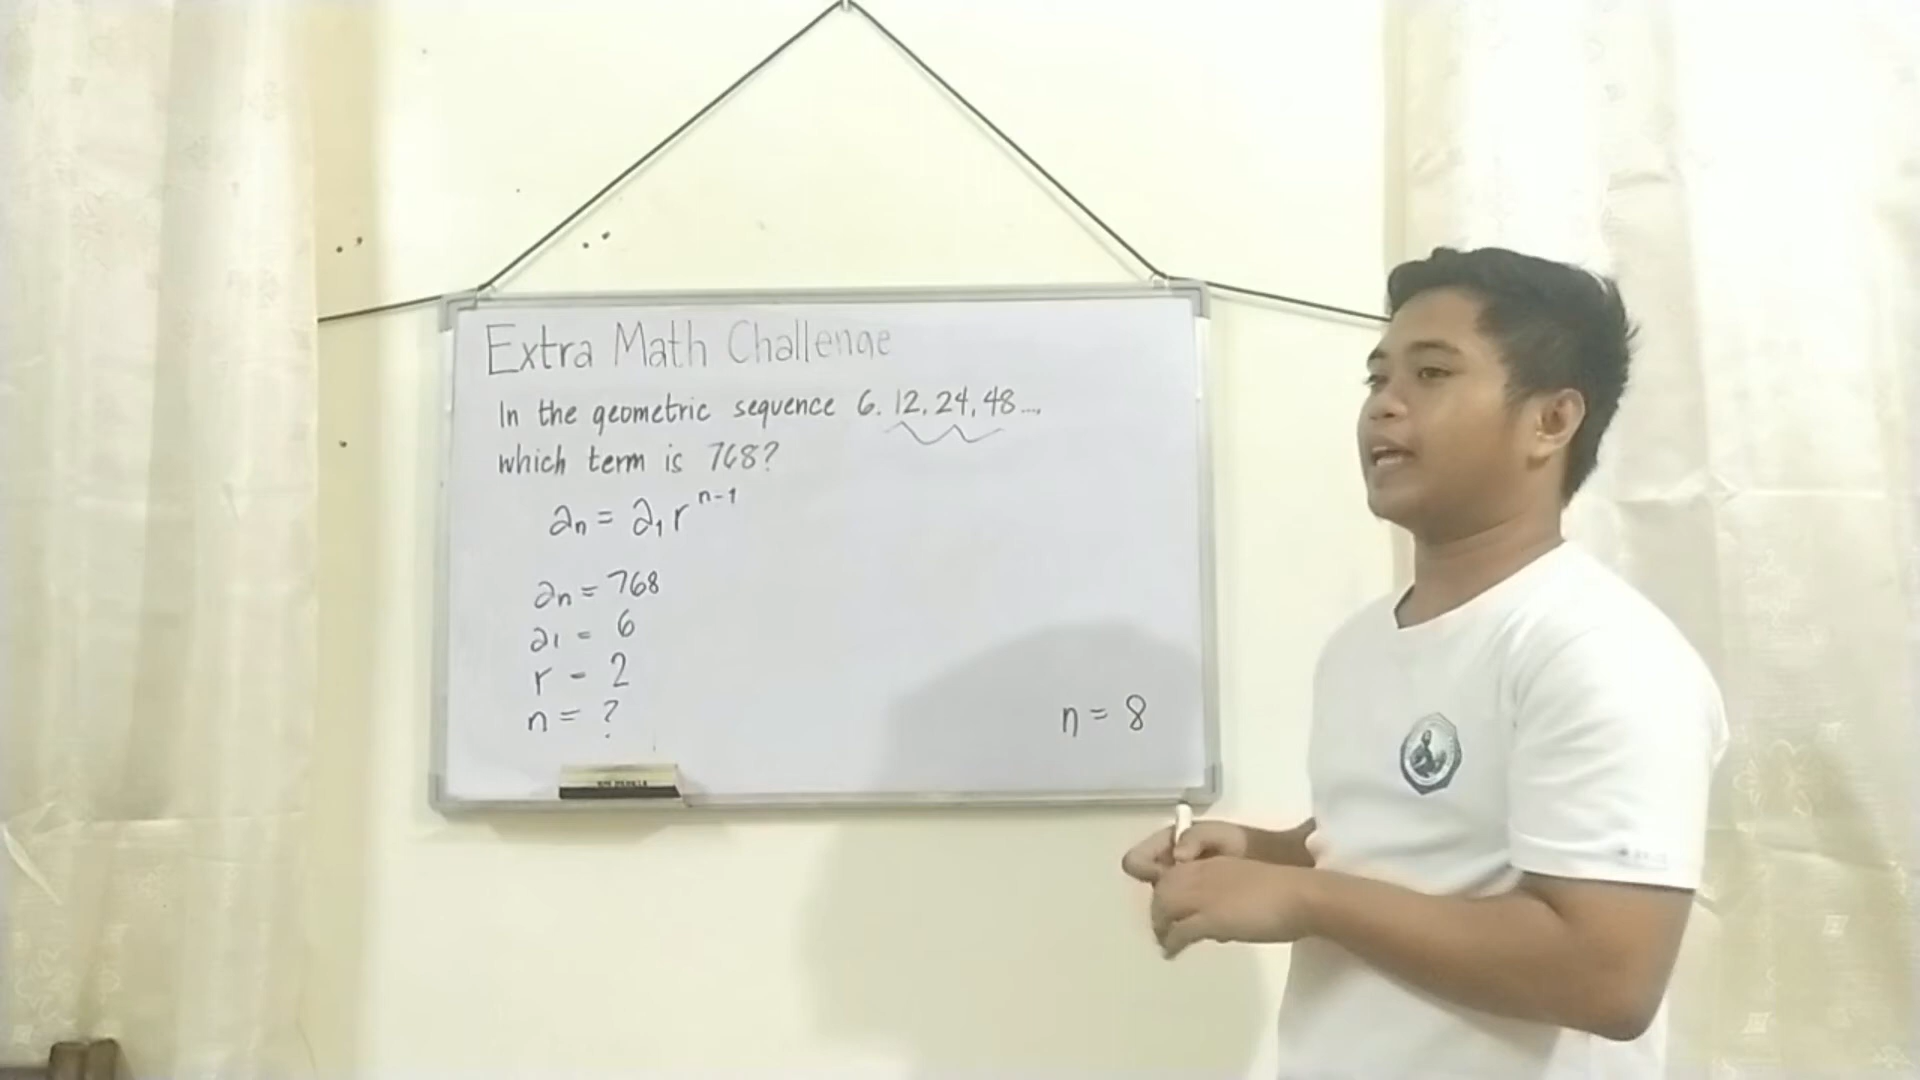 Extra Math Challenge
In the geometric sequence 6, 12, 24, 48...,
which term is 768?
aₙ = a₁ rⁿ⁻¹
aₙ = 768
a₁ = 6
r = 2
n = ?
n = 8